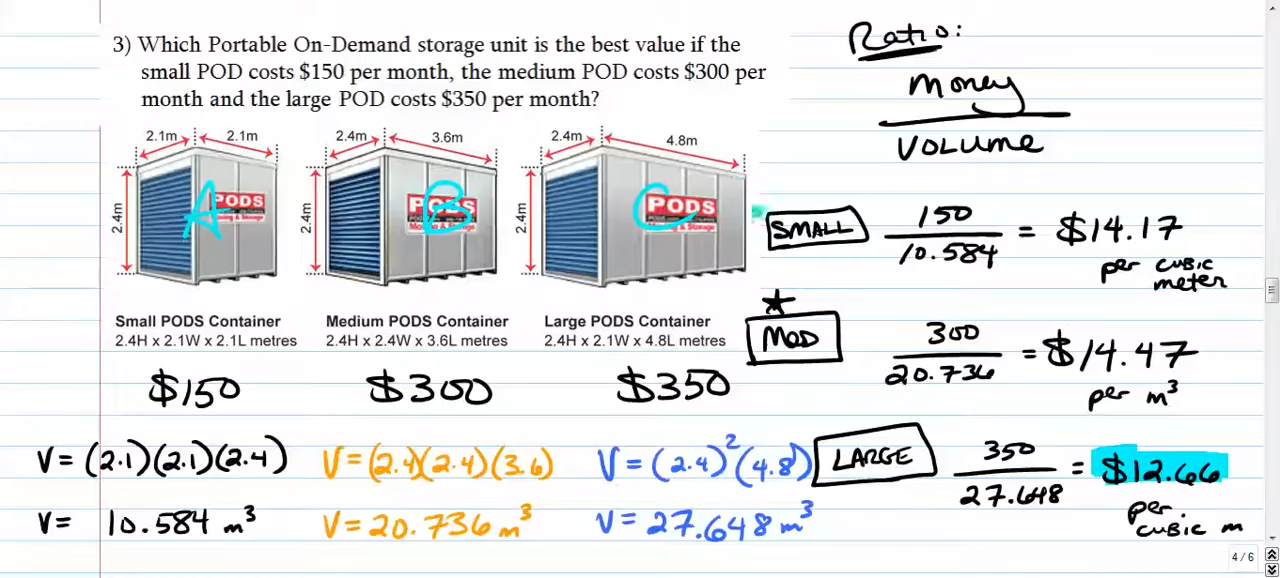 3) Which Portable On-Demand storage unit is the best value if the
small POD costs $150 per month, the medium POD costs $300 per
month and the large POD costs $350 per month?
Ratio:
Money
VOLUME
2.1m 2.1m 2.4m
2.4m 3.6m 2.4m
2.4m 4.8m 2.4m
A PODS
B PODS
Moving & Storage
C PODS
Moving & Storage
Small PODS Container
2.4H x 2.1W x 2.1L metres
Medium PODS Container
2.4H x 2.4W x 3.6L metres
Large PODS Container
2.4H x 2.1W x 4.8L metres
$150
$300
$350
V = (2.1)(2.1)(2.4)
V = 10.584 m³
V = (2.4)(2.4)(3.6)
V = 20.736 m³
V = (2.4)²(4.8)
V = 27.648 m³
SMALL
150
10.584
= $14.17
per cubic
meter
★
MED
300
20.736
= $14.47
per m³
LARGE
350
27.648
= $12.66
per
cubic m
4 / 6